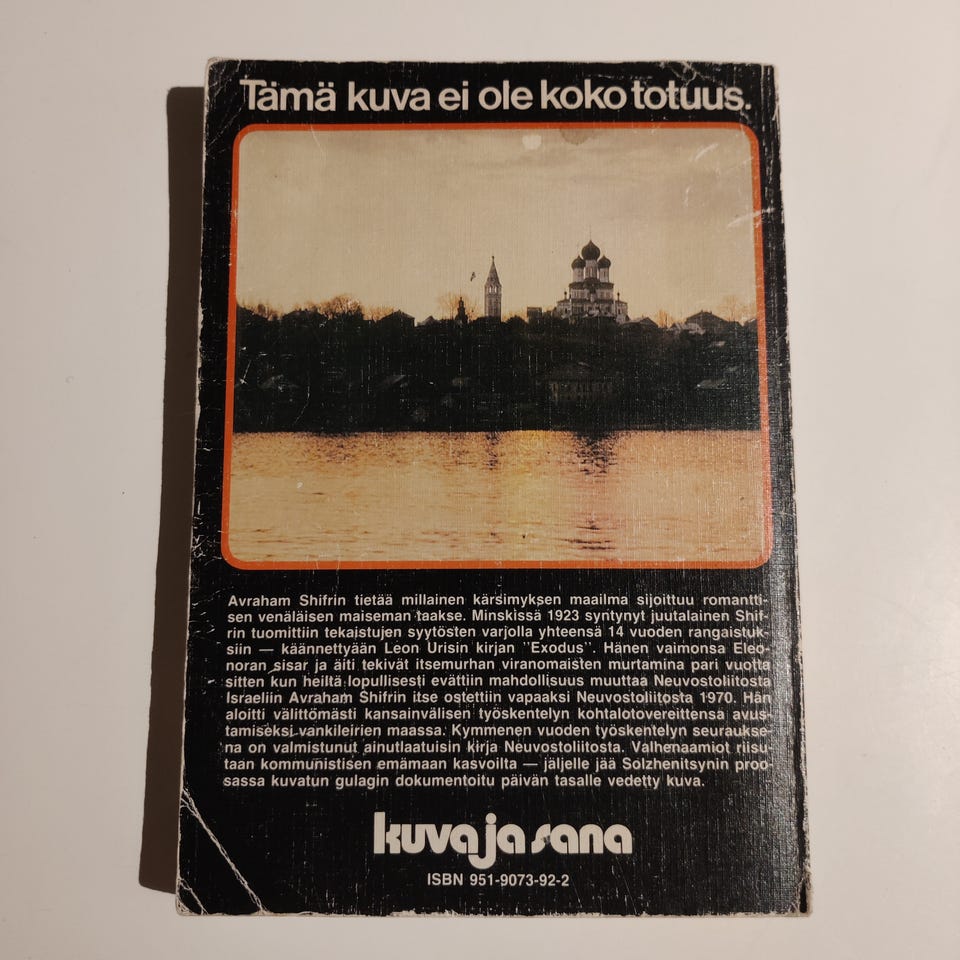 Tämä kuva ei ole koko totuus.
Avraham Shifrin tietää millainen kärsimyksen maailma sijoittuu romantti-
sen venäläisen maiseman taakse. Minskissä 1923 syntynyt juutalainen Shif-
rin tuomittiin tekaistujen syytösten varjolla yhteensä 14 vuoden rangaistuk-
siin — käännettyään Leon Urisin kirjan "Exodus". Hänen vaimonsa Eleo-
noran sisar ja äiti tekivät itsemurhan viranomaisten murtamina pari vuotta
sitten kun heiltä lopullisesti evättiin mahdollisuus muuttaa Neuvostoliitosta
Israeliin Avraham Shifrin itse ostettiin vapaaksi Neuvostoliitosta 1970. Hän
aloitti välittömästi kansainvälisen työskentelyn kohtalotovereittensa avus-
tamiseksi vankileirien maassa. Kymmenen vuoden työskentelyn seuraukse-
na on valmistunut ainutlaatuisin kirja Neuvostoliitosta. Valhenaamiot riisu-
taan kommunistisen emämaan kasvoilta — jäljelle jää Solzhenitsynin proo-
sassa kuvatun gulagin dokumentoitu päivän tasalle vedetty kuva.
kuva ja sana
ISBN 951-9073-92-2